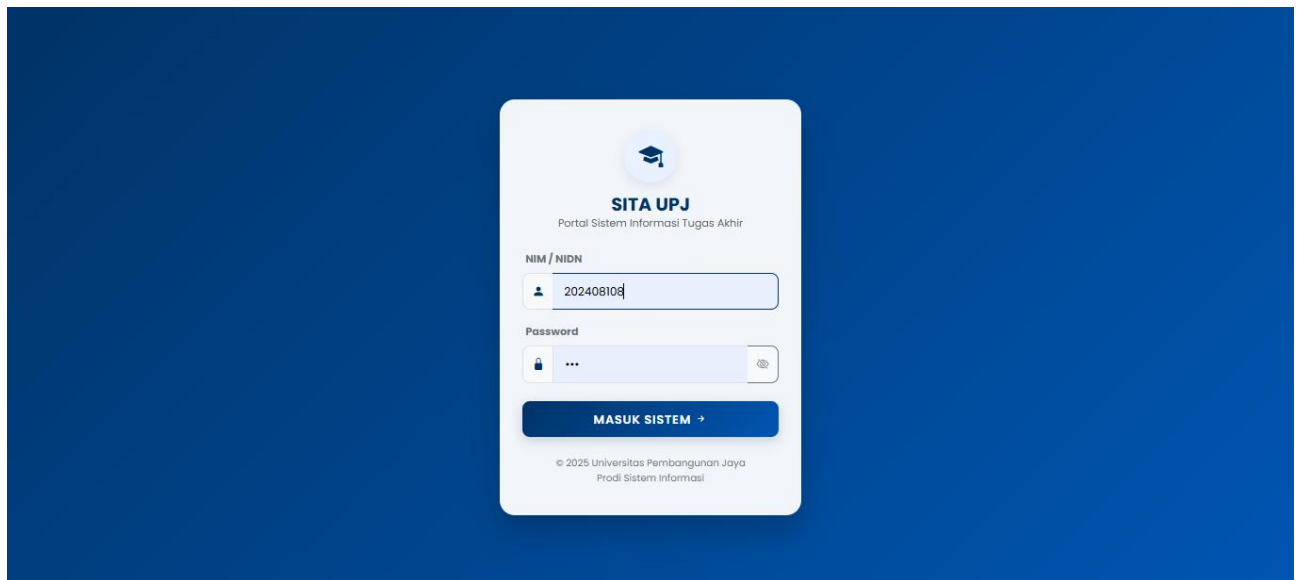 SITA UPJ
Portal Sistem Informasi Tugas Akhir
NIM / NIDN
202408108
Password
•••
MASUK SISTEM →
© 2025 Universitas Pembangunan Jaya
Prodi Sistem Informasi